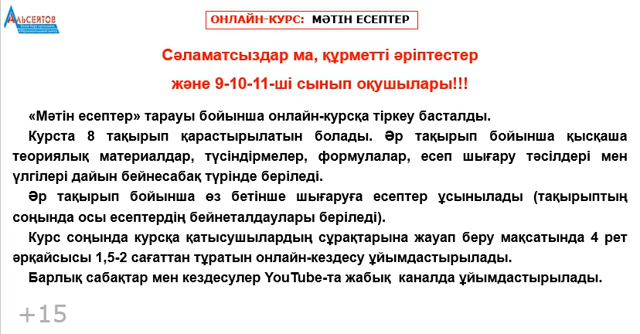 АЛЬСЕИТОВ
ОНЛАЙН-КУРС: МӘТІН ЕСЕПТЕР
Сәламатсыздар ма, құрметті әріптестер
және 9-10-11-ші сынып оқушылары!!!
«Мәтін есептер» тарауы бойынша онлайн-курсқа тіркеу басталды.
Курста 8 тақырып қарастырылатын болады. Әр тақырып бойынша қысқаша
теориялық материалдар, түсіндірмелер, формулалар, есеп шығару тәсілдері мен
үлгілері дайын бейнесабақ түрінде беріледі.
Әр тақырып бойынша өз бетінше шығаруға есептер ұсынылады (тақырыптың
соңында осы есептердің бейнеталдаулары беріледі).
Курс соңында курсқа қатысушылардың сұрақтарына жауап беру мақсатында 4 рет
әрқайсысы 1,5-2 сағаттан тұратын онлайн-кездесу ұйымдастырылады.
Барлық сабақтар мен кездесулер YouTube-та жабық каналда ұйымдастырылады.
+15